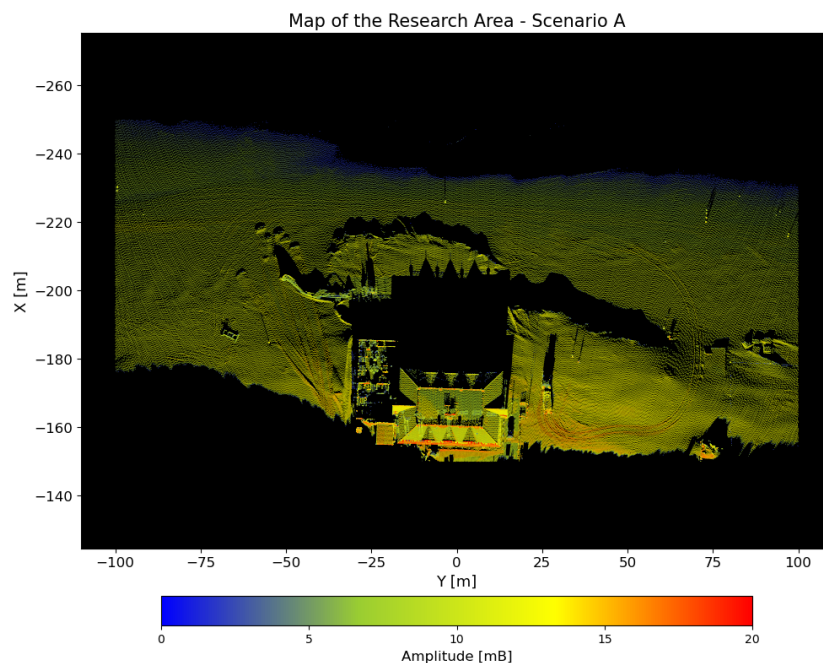 Map of the Research Area - Scenario A
−260
−240
−220
−200
−180
−160
−140
X [m]
−100 −75 −50 −25 0 25 50 75 100
Y [m]
0 5 10 15 20
Amplitude [mB]